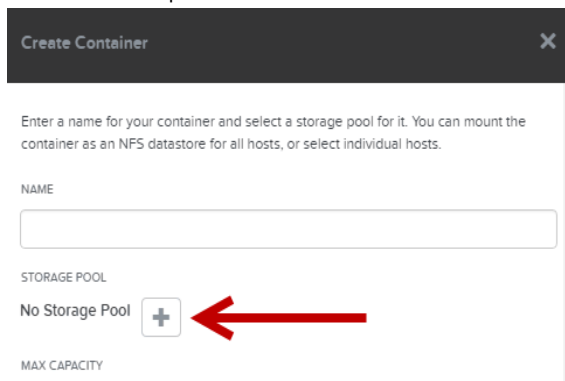 Create Container
Enter a name for your container and select a storage pool for it. You can mount the
container as an NFS datastore for all hosts, or select individual hosts.
NAME
STORAGE POOL
No Storage Pool
MAX CAPACITY